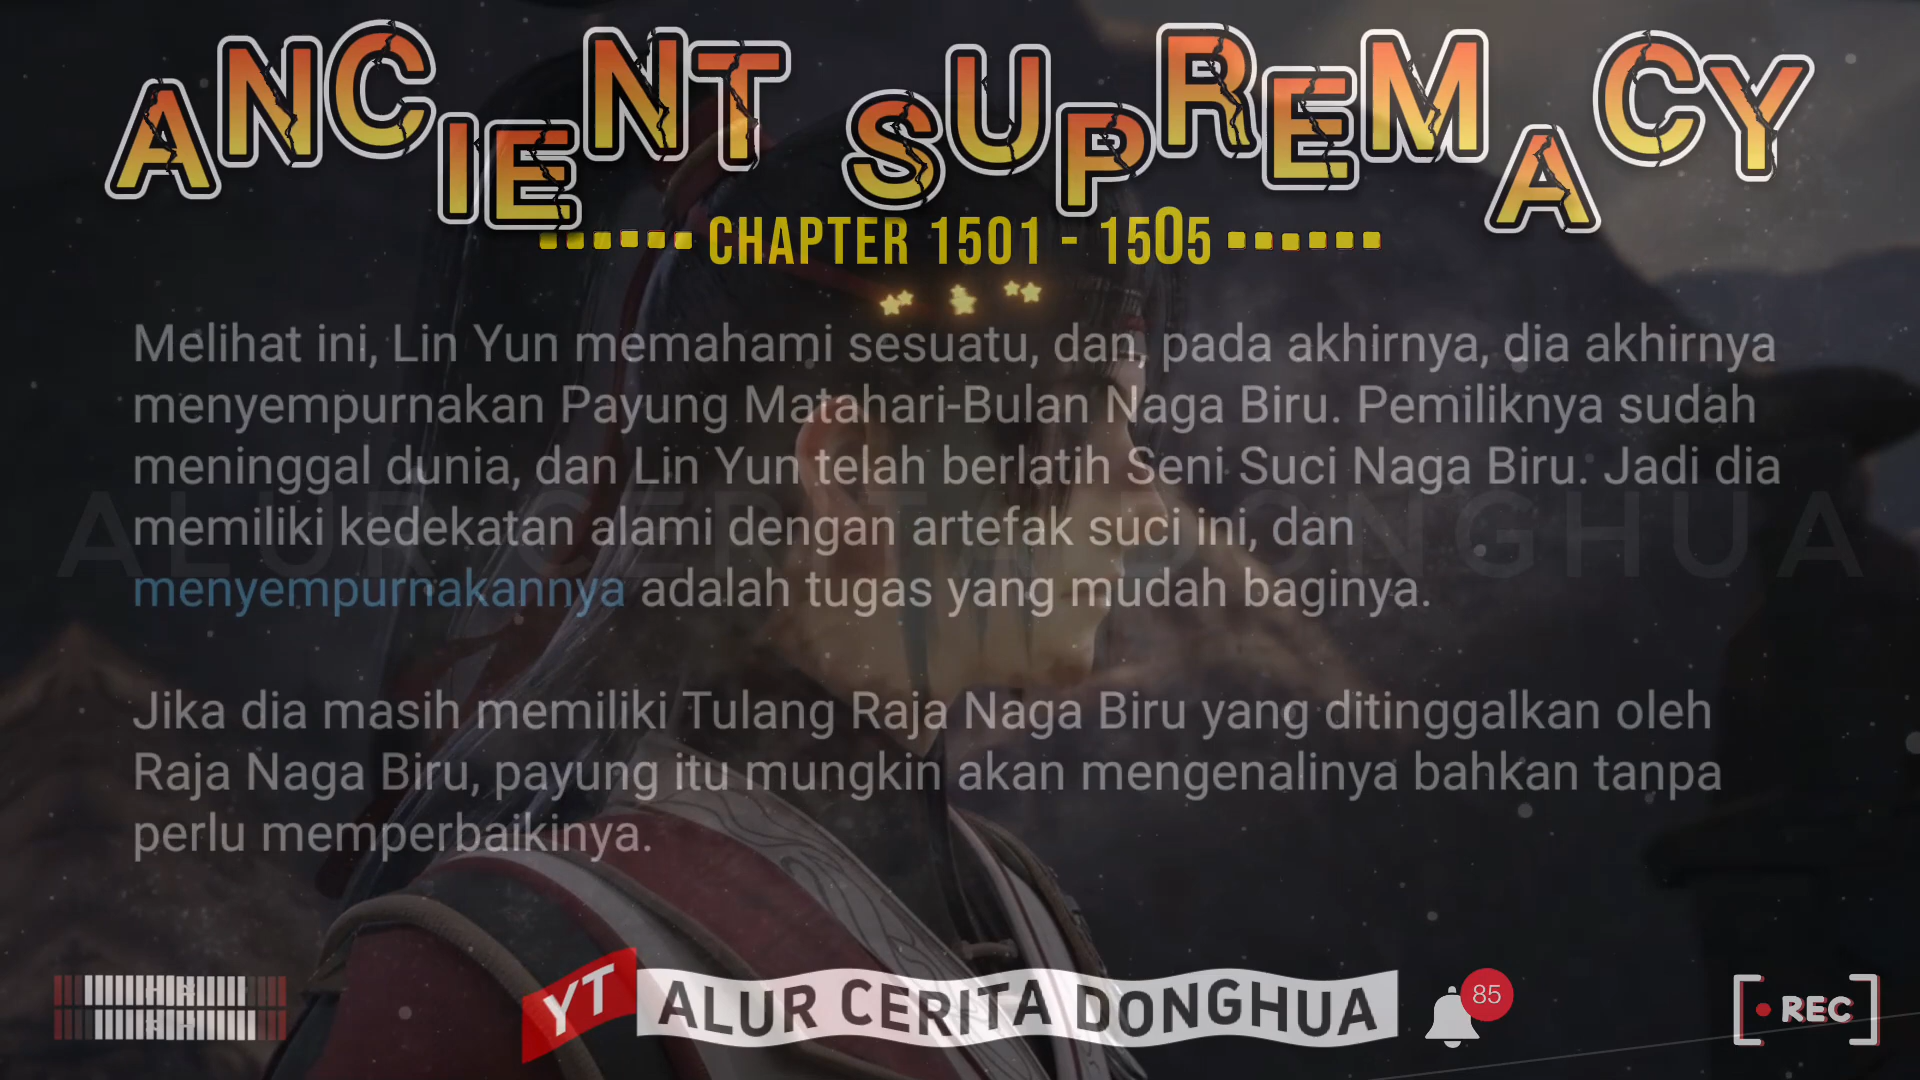 ANCIENT SUPREMACY
CHAPTER 1501 - 1505
Melihat ini, Lin Yun memahami sesuatu, dan, pada akhirnya, dia akhirnya
menyempurnakan Payung Matahari-Bulan Naga Biru. Pemiliknya sudah
meninggal dunia, dan Lin Yun telah berlatih Seni Suci Naga Biru. Jadi dia
memiliki kedekatan alami dengan artefak suci ini, dan
menyempurnakannya adalah tugas yang mudah baginya.
ALUR CERITA DONGHUA
Jika dia masih memiliki Tulang Raja Naga Biru yang ditinggalkan oleh
Raja Naga Biru, payung itu mungkin akan mengenalinya bahkan tanpa
perlu memperbaikinya.
YT ALUR CERITA DONGHUA 85
REC